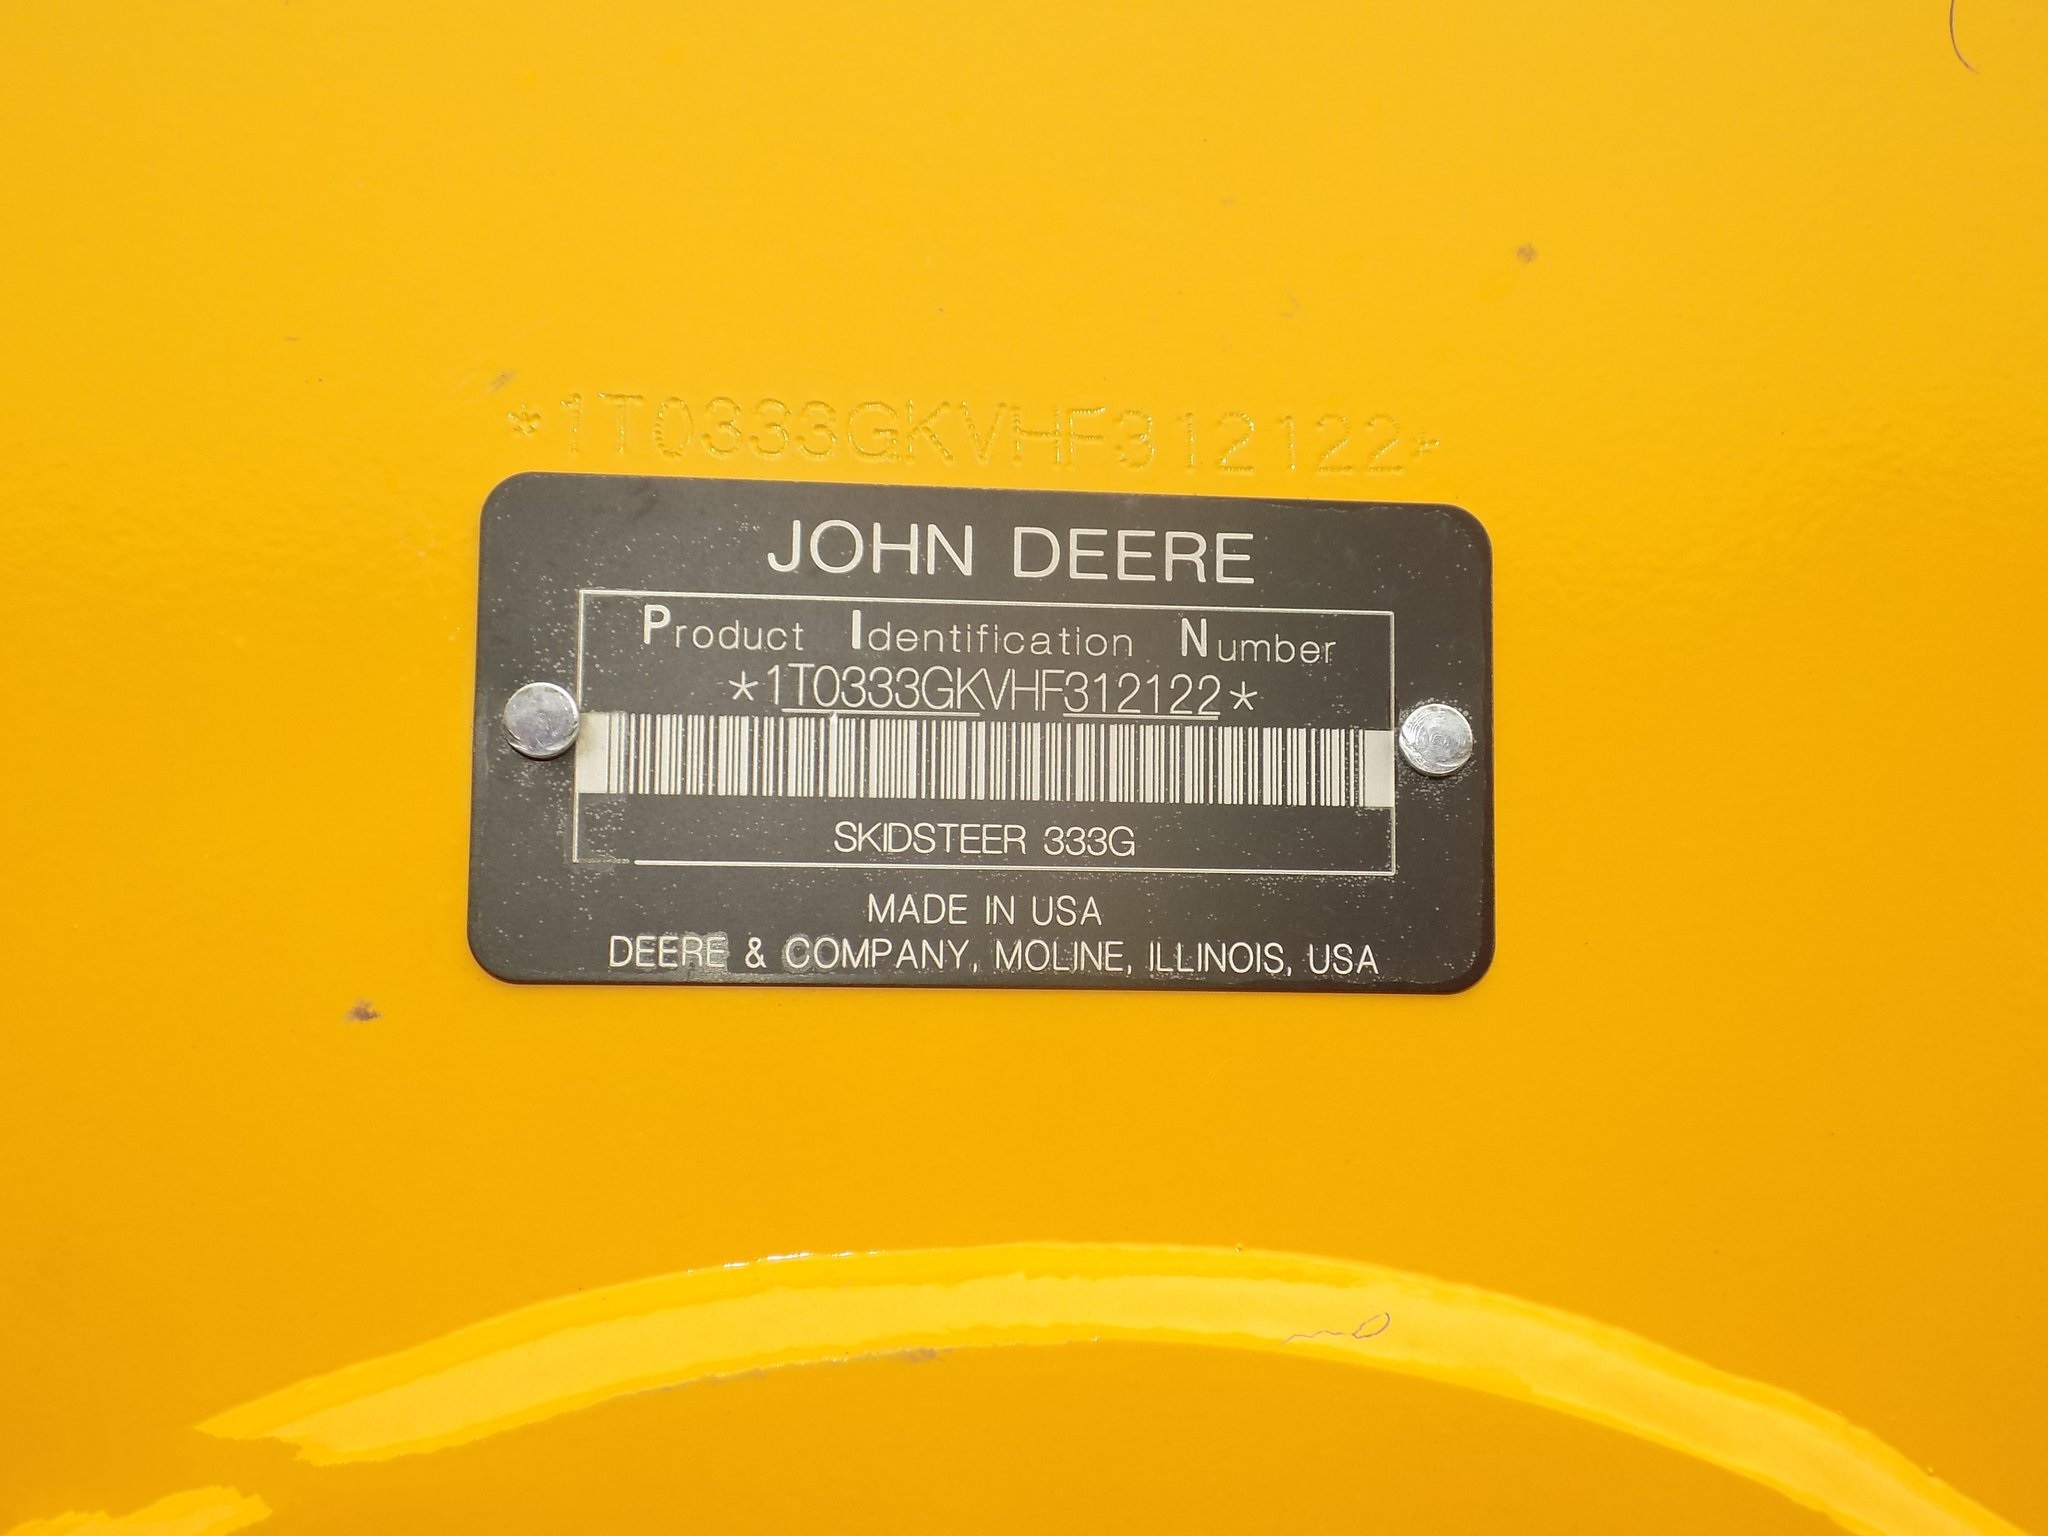 *1T0333GKVHF312122*
JOHN DEERE
Product Identification Number
*1T0333GKVHF312122*
SKIDSTEER 333G
MADE IN USA
DEERE & COMPANY, MOLINE, ILLINOIS, USA